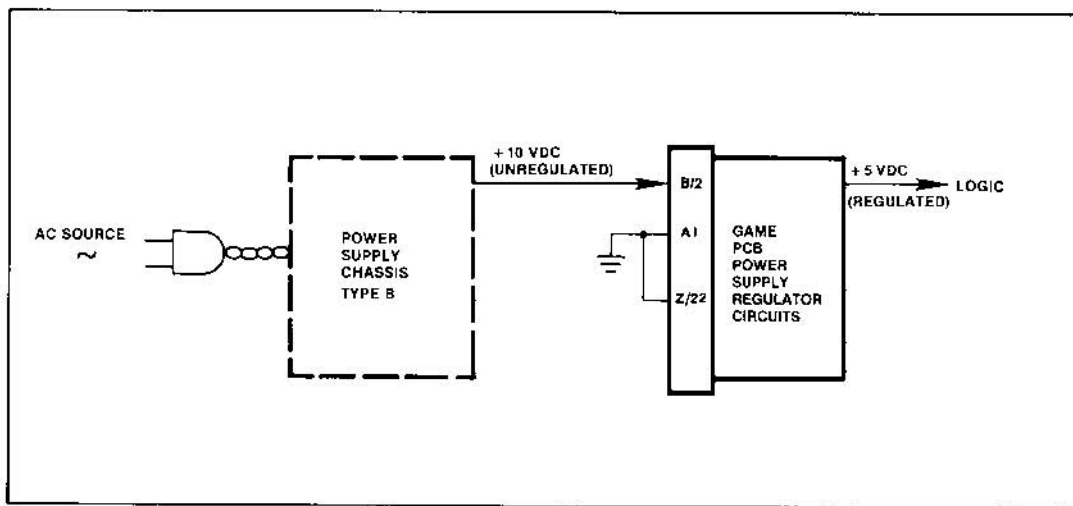 AC SOURCE
~
POWER
SUPPLY
CHASSIS
TYPE B
+ 10 VDC
(UNREGULATED)
B/2
A1
Z/22
GAME
PCB
POWER
SUPPLY
REGULATOR
CIRCUITS
+ 5 VDC
(REGULATED)
LOGIC